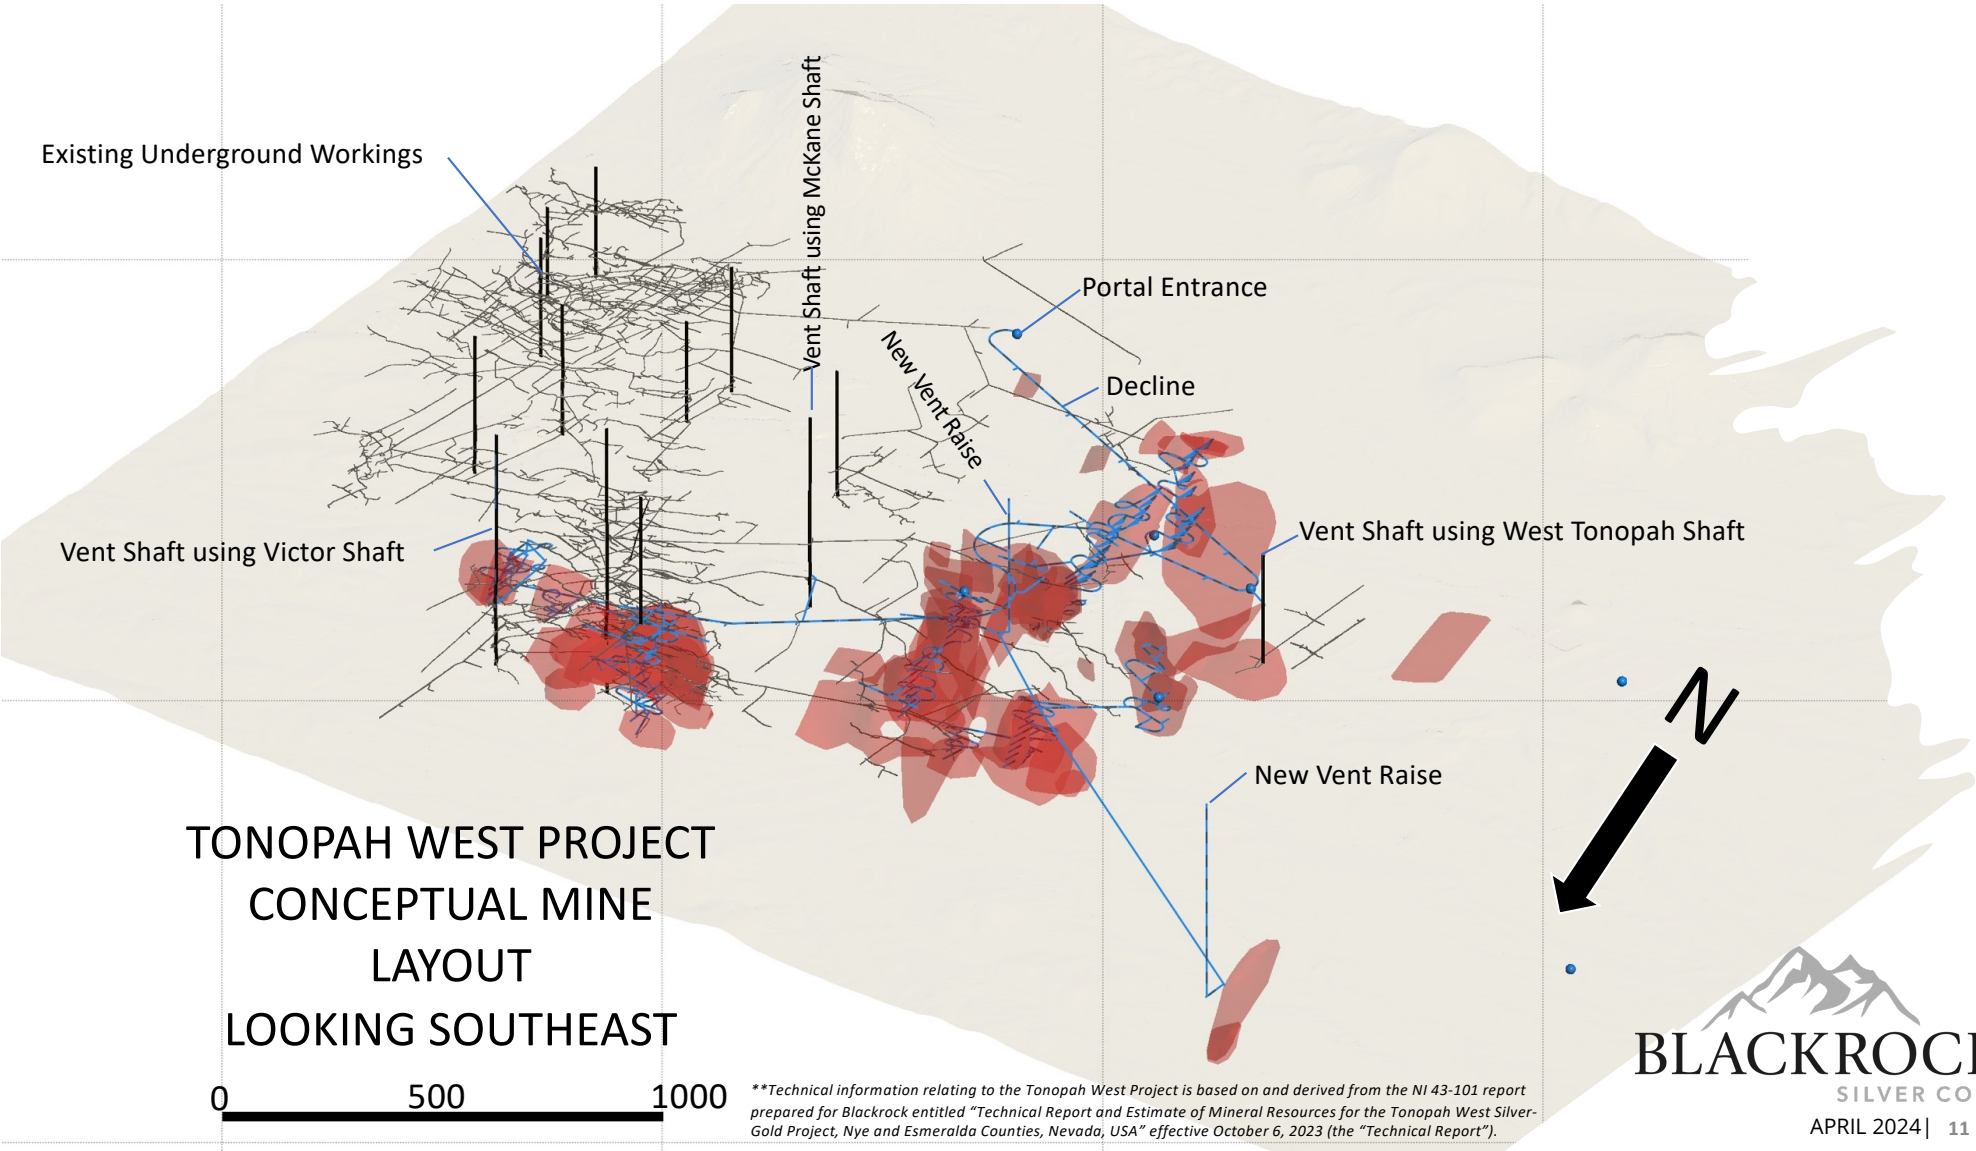 Vent Shaft using McKane Shaft
Existing Underground Workings
Portal Entrance
New Vent Raise
Decline
Vent Shaft using West Tonopah Shaft
Vent Shaft using Victor Shaft
N
New Vent Raise
TONOPAH WEST PROJECT
CONCEPTUAL MINE
LAYOUT
LOOKING SOUTHEAST
0 500 1000
**Technical information relating to the Tonopah West Project is based on and derived from the NI 43-101 report
prepared for Blackrock entitled “Technical Report and Estimate of Mineral Resources for the Tonopah West Silver-
Gold Project, Nye and Esmeralda Counties, Nevada, USA” effective October 6, 2023 (the “Technical Report”).
BLACKROC
SILVER CO
APRIL 2024| 11